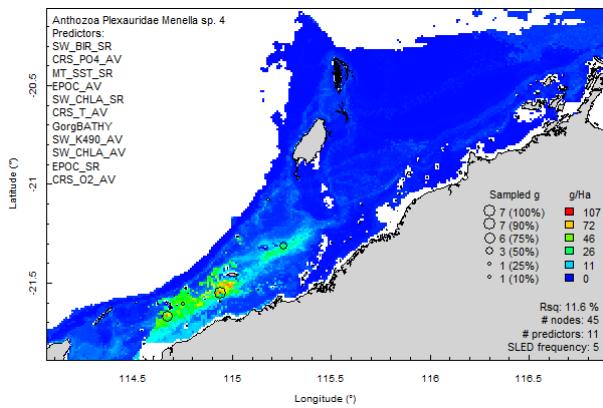 Anthozoa Plexauridae Menella sp. 4
Predictors:
SW_BIR_SR
CRS_PO4_AV
MT_SST_SR
EPOC_AV
SW_CHLA_SR
CRS_T_AV
GorgBATHY
SW_K490_AV
SW_CHLA_AV
EPOC_SR
CRS_O2_AV
-20.5
-21
-21.5
Latitude (°)
Sampled g g/Ha
7 (100%) 107
7 (90%) 72
6 (75%) 46
3 (50%) 26
1 (25%) 11
1 (10%) 0
Rsq: 11.6 %
# nodes: 45
# predictors: 11
SLED frequency: 5
114.5 115 115.5 116 116.5
Longitude (°)